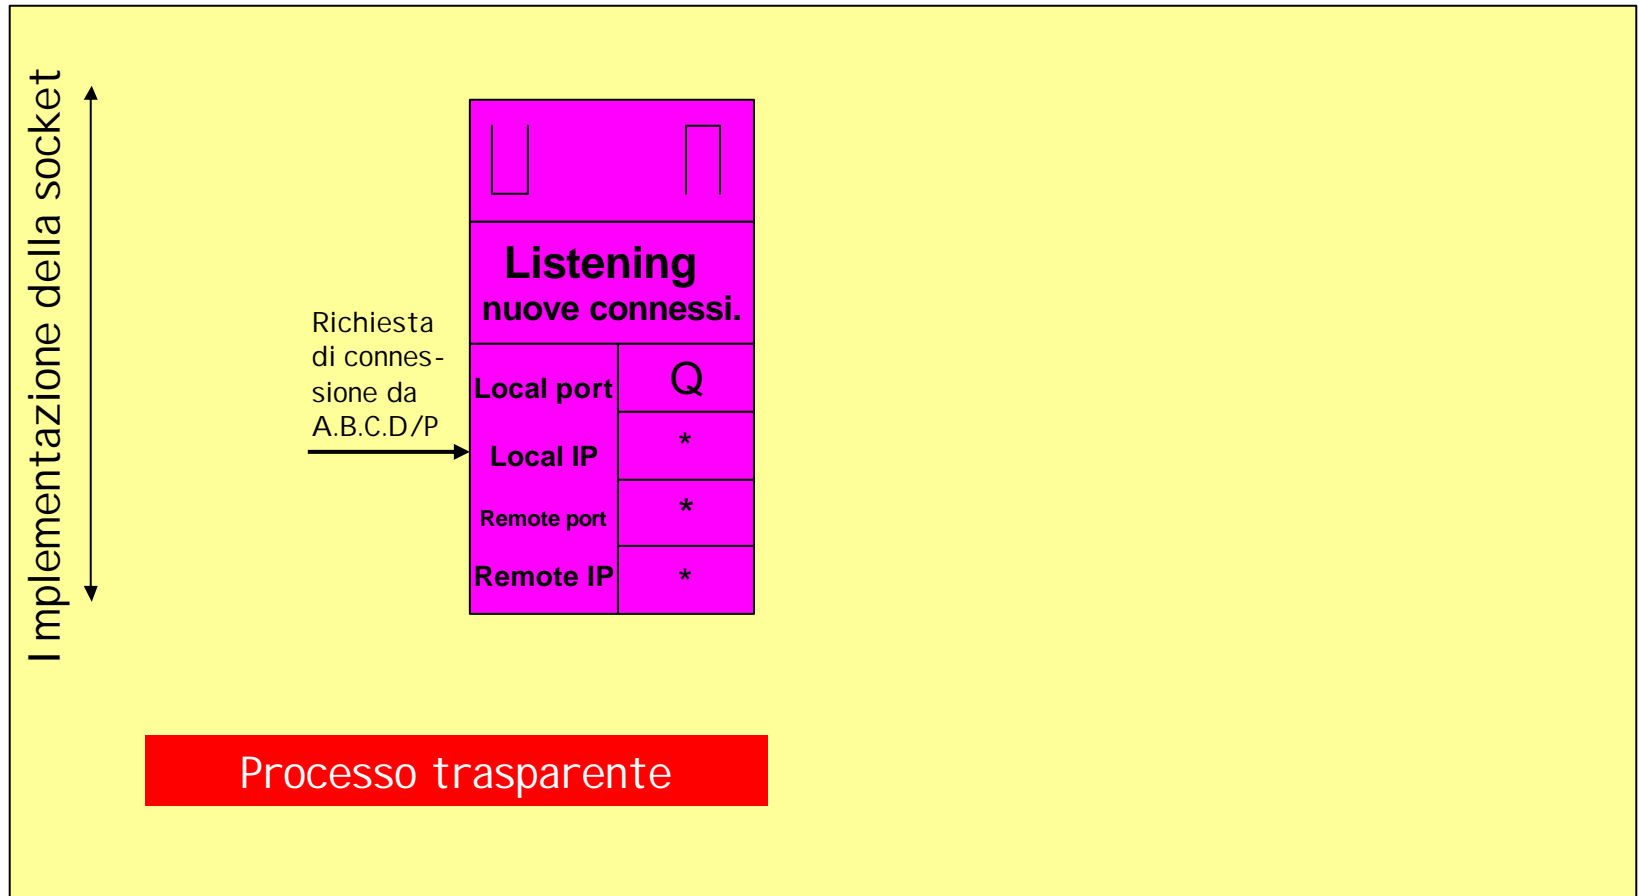 Implementazione della socket
Listening
nuove connessi.
Richiesta
di connes-
sione da
A.B.C.D/P
Local port Q
Local IP *
Remote port *
Remote IP *
Processo trasparente